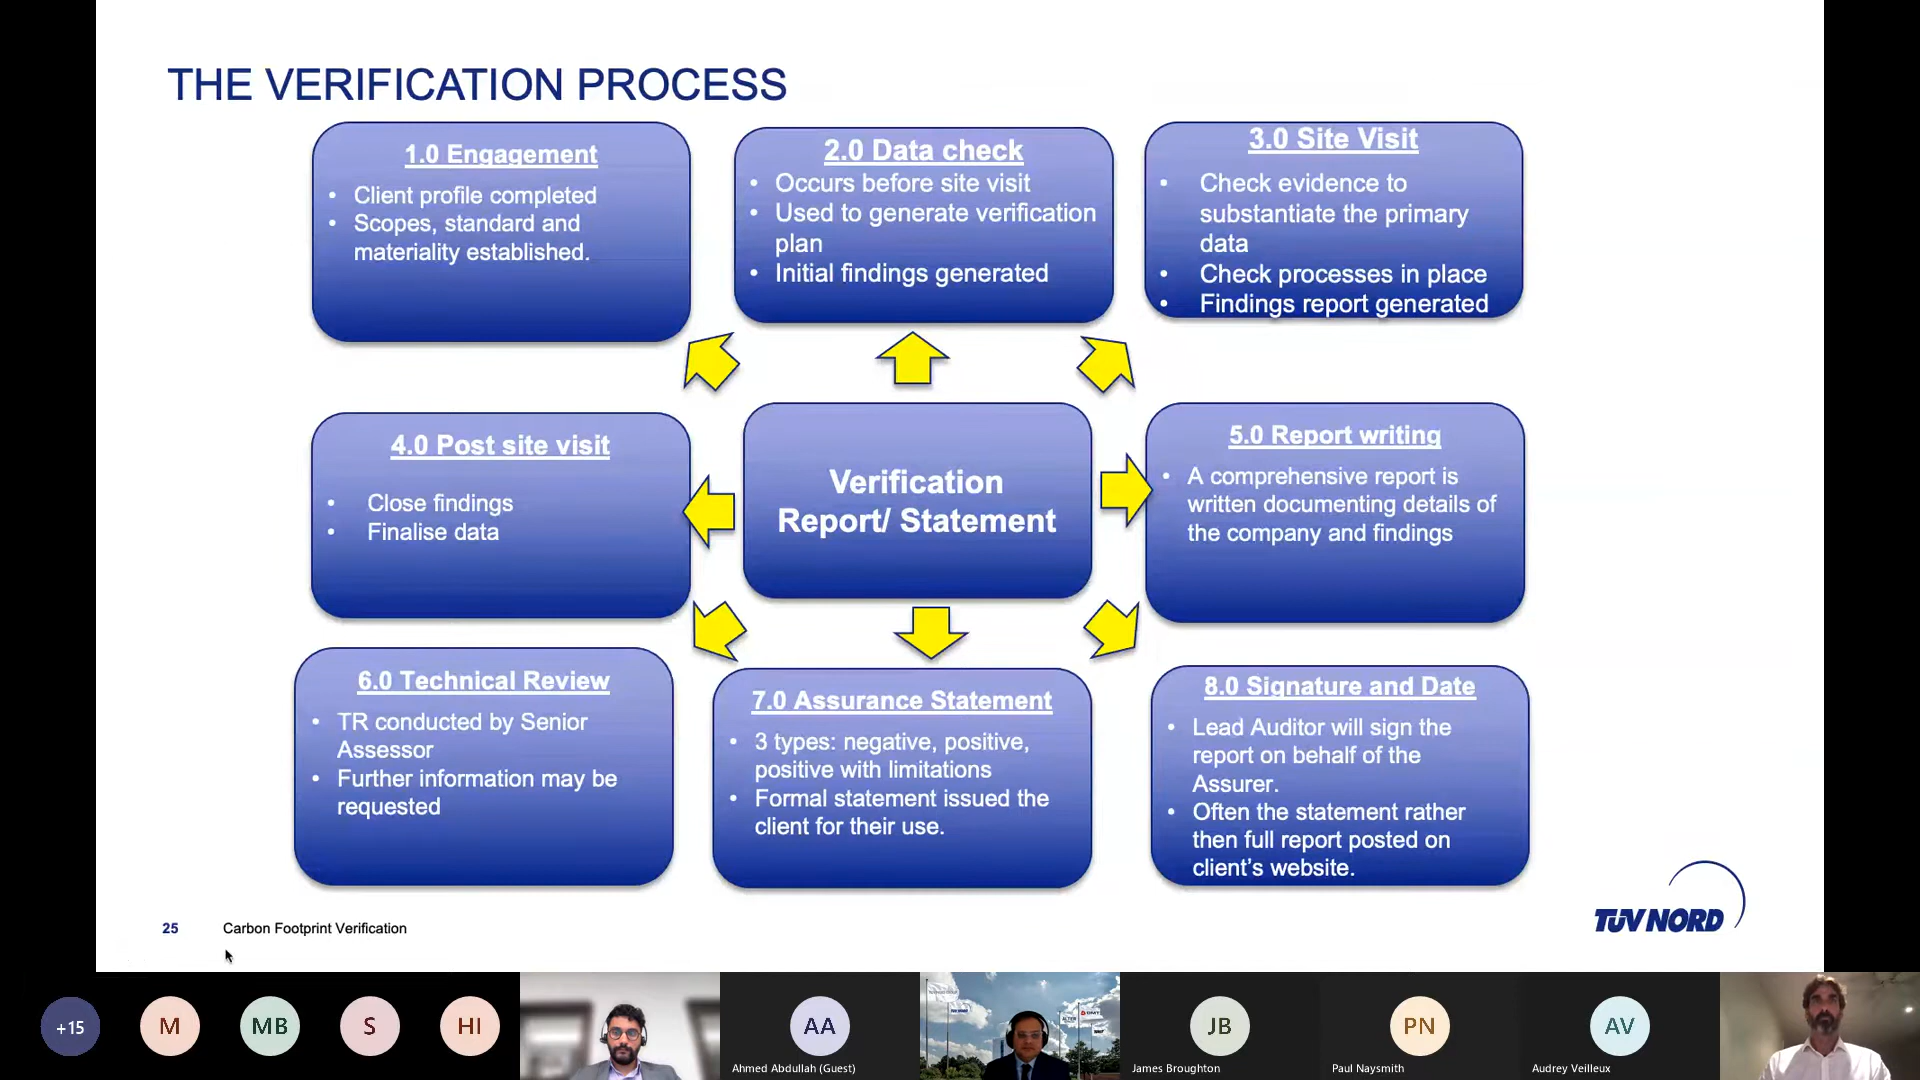 THE VERIFICATION PROCESS
1.0 Engagement
• Client profile completed
• Scopes, standard and
materiality established.
2.0 Data check
• Occurs before site visit
• Used to generate verification
plan
• Initial findings generated
3.0 Site Visit
• Check evidence to
substantiate the primary
data
• Check processes in place
• Findings report generated
4.0 Post site visit
• Close findings
• Finalise data
Verification
Report/ Statement
5.0 Report writing
• A comprehensive report is
written documenting details of
the company and findings
6.0 Technical Review
• TR conducted by Senior
Assessor
• Further information may be
requested
7.0 Assurance Statement
• 3 types: negative, positive,
positive with limitations
• Formal statement issued the
client for their use.
8.0 Signature and Date
• Lead Auditor will sign the
report on behalf of the
Assurer.
• Often the statement rather
then full report posted on
client's website.
25 Carbon Footprint Verification
TÜV NORD
+15
M
MB
S
HI
AA
Ahmed Abdullah (Guest)
JB
James Broughton
PN
Paul Naysmith
AV
Audrey Veilleux